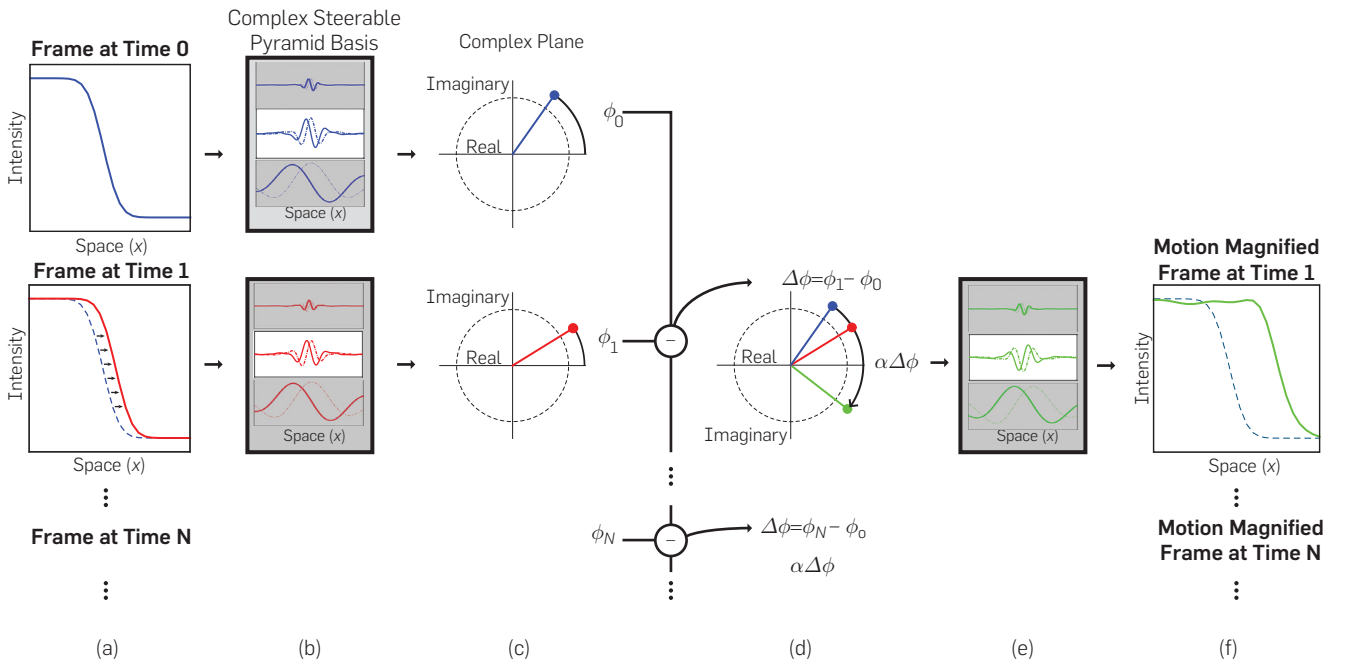 Complex Steerable
Pyramid Basis
Frame at Time 0
Complex Plane
Intensity
Space (x)
Space (x)
Imaginary
Real
ϕ0
Frame at Time 1
Intensity
Space (x)
Space (x)
Imaginary
Real
ϕ1
−
Δϕ=ϕ1− ϕ0
Real
Imaginary
αΔϕ
Space (x)
Motion Magnified
Frame at Time 1
Intensity
Space (x)
Frame at Time N
ϕN
−
Δϕ=ϕN− ϕo
αΔϕ
Motion Magnified
Frame at Time N
(a)
(b)
(c)
(d)
(e)
(f)